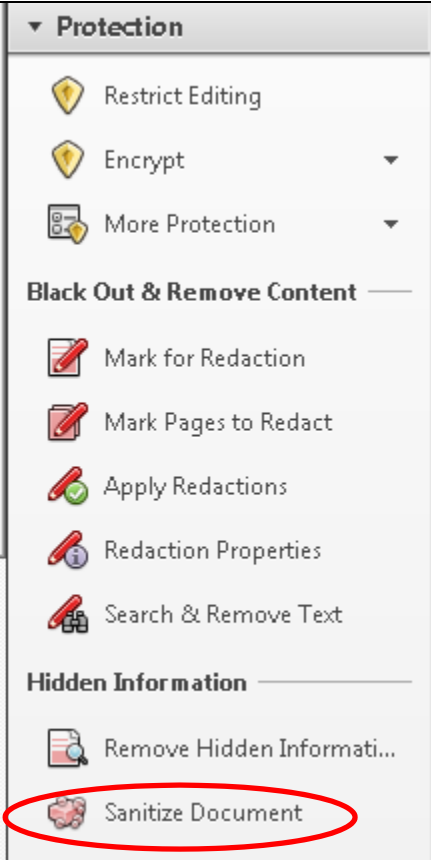 Protection
Restrict Editing
Encrypt
More Protection
Black Out & Remove Content
Mark for Redaction
Mark Pages to Redact
Apply Redactions
Redaction Properties
Search & Remove Text
Hidden Information
Remove Hidden Informati...
Sanitize Document